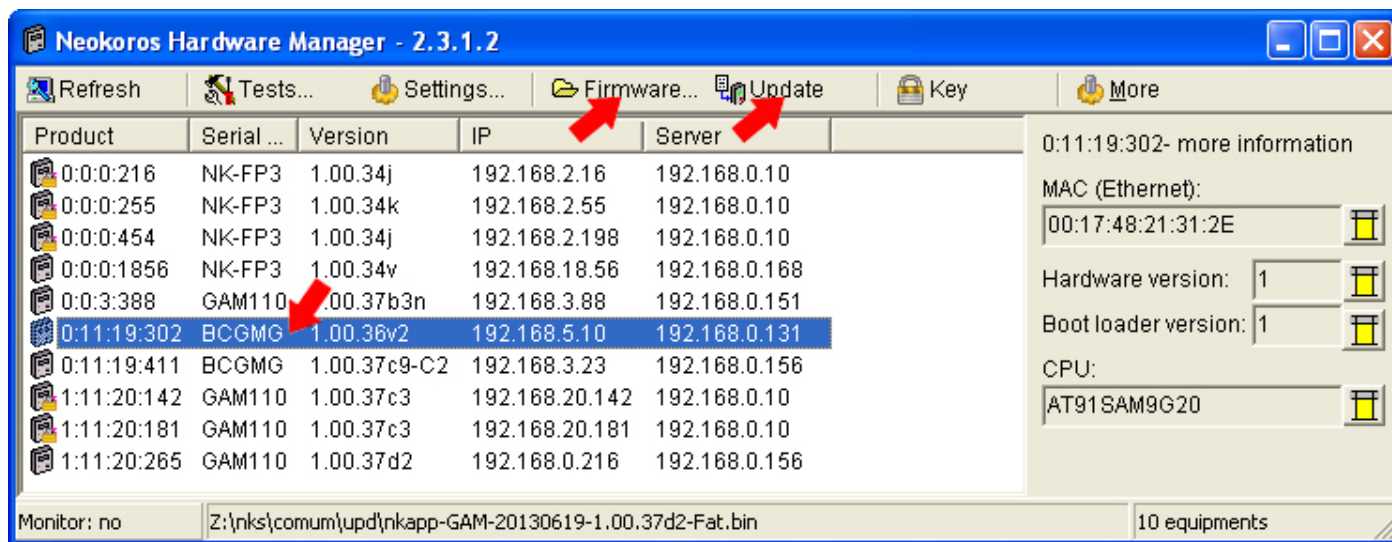 Neokoros Hardware Manager - 2.3.1.2
Refresh Tests... Settings... Firmware... Update Key More
Product Serial ... Version IP Server
0:0:0:216 NK-FP3 1.00.34j 192.168.2.16 192.168.0.10
0:0:0:255 NK-FP3 1.00.34k 192.168.2.55 192.168.0.10
0:0:0:454 NK-FP3 1.00.34j 192.168.2.198 192.168.0.10
0:0:0:1856 NK-FP3 1.00.34v 192.168.18.56 192.168.0.168
0:0:3:388 GAM110 1.00.37b3n 192.168.3.88 192.168.0.151
0:11:19:302 BCGMG 1.00.36v2 192.168.5.10 192.168.0.131
0:11:19:411 BCGMG 1.00.37c9-C2 192.168.3.23 192.168.0.156
1:11:20:142 GAM110 1.00.37c3 192.168.20.142 192.168.0.10
1:11:20:181 GAM110 1.00.37c3 192.168.20.181 192.168.0.10
1:11:20:265 GAM110 1.00.37d2 192.168.0.216 192.168.0.156
0:11:19:302- more information
MAC (Ethernet):
00:17:48:21:31:2E
Hardware version: 1
Boot loader version: 1
CPU:
AT91SAM9G20
Monitor: no Z:\nks\comum\upd\nkapp-GAM-20130619-1.00.37d2-Fat.bin 10 equipments